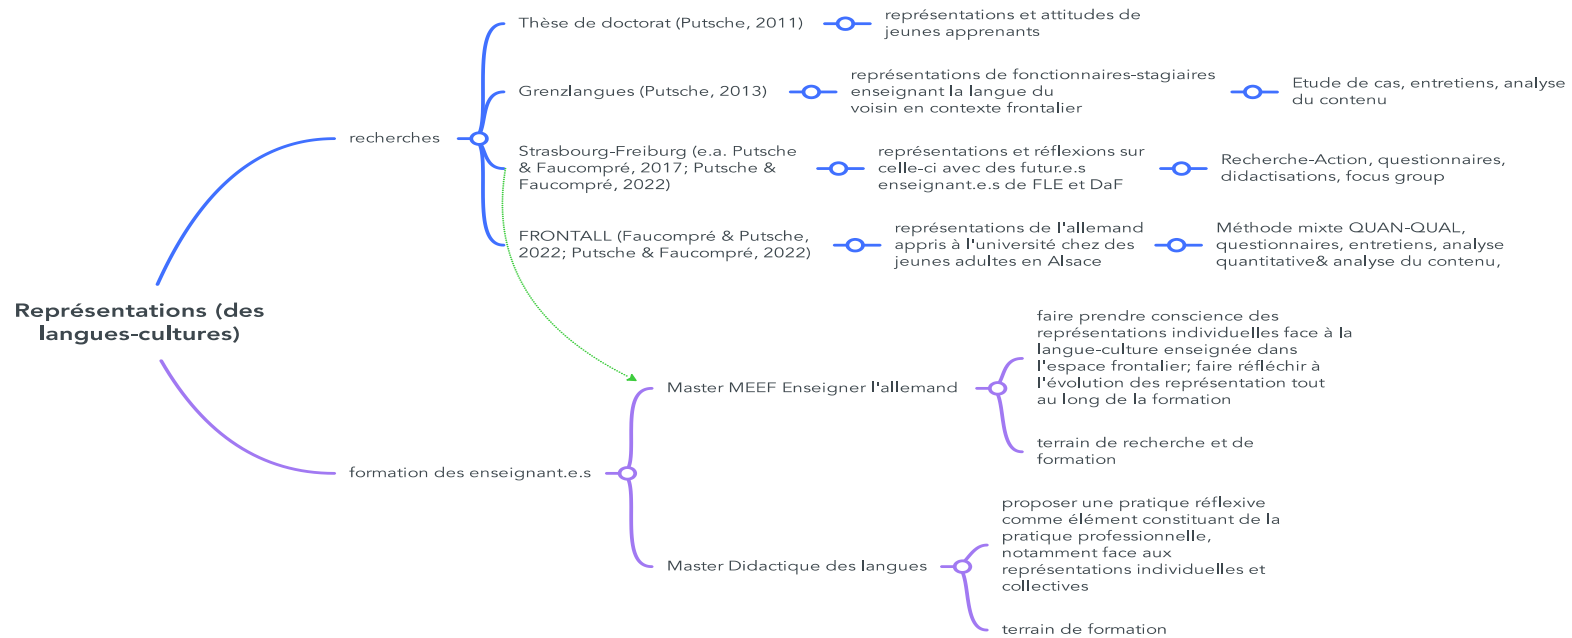 Représentations (des
langues-cultures)
recherches
Thèse de doctorat (Putsche, 2011)
représentations et attitudes de
jeunes apprenants
Grenzlangues (Putsche, 2013)
représentations de fonctionnaires-stagiaires
enseignant la langue du
voisin en contexte frontalier
Etude de cas, entretiens, analyse
du contenu
Strasbourg-Freiburg (e.a. Putsche
& Faucompré, 2017; Putsche &
Faucompré, 2022)
représentations et réflexions sur
celle-ci avec des futur.e.s
enseignant.e.s de FLE et DaF
Recherche-Action, questionnaires,
didactisations, focus group
FRONTALL (Faucompré & Putsche,
2022; Putsche & Faucompré, 2022)
représentations de l'allemand
appris à l'université chez des
jeunes adultes en Alsace
Méthode mixte QUAN-QUAL,
questionnaires, entretiens, analyse
quantitative& analyse du contenu,
formation des enseignant.e.s
Master MEEF Enseigner l'allemand
faire prendre conscience des
représentations individuelles face à la
langue-culture enseignée dans
l'espace frontalier; faire réfléchir à
l'évolution des représentation tout
au long de la formation
terrain de recherche et de
formation
Master Didactique des langues
proposer une pratique réflexive
comme élément constituant de la
pratique professionnelle,
notamment face aux
représentations individuelles et
collectives
terrain de formation